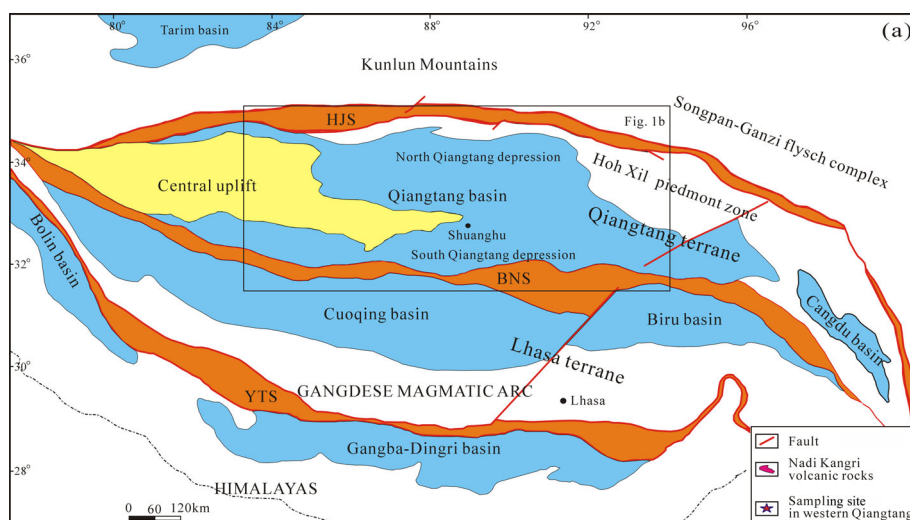 80°
88°
92°
96°
(a)
Tarim basin
36°
Kunlun Mountains
Songpan-Ganzi flysch complex
HJS
Fig. 1b
34°
North Qiangtang depression
Hoh Xil piedmont zone
Central uplift
Qiangtang basin
Shuanghu
Qiangtang terrane
Bolin basin
32°
South Qiangtang depression
BNS
Cangdu basin
Cuoqing basin
Biru basin
30°
Lhasa terrane
YTS
GANGDESE MAGMATIC ARC
Lhasa
Gangba-Dingri basin
28°
HIMALAYAS
0 60 120km
Fault
Nadi Kangri
volcanic rocks
Sampling site
in western Qiangtang